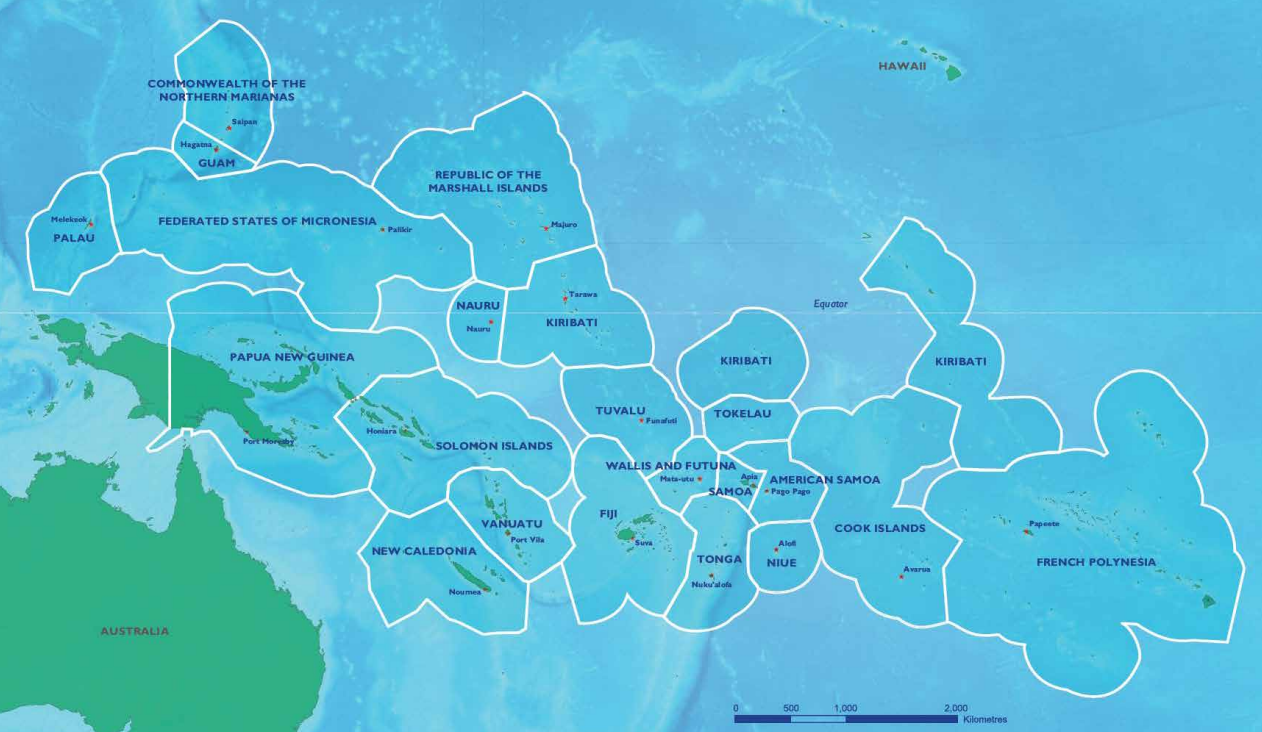 HAWAII
COMMONWEALTH OF THE
NORTHERN MARIANAS
Saipan
Hagatna
GUAM
REPUBLIC OF THE
MARSHALL ISLANDS
Majuro
FEDERATED STATES OF MICRONESIA
Palikir
Melekeok
PALAU
NAURU
Nauru
Tarawa
KIRIBATI
Equator
PAPUA NEW GUINEA
Port Moresby
KIRIBATI
KIRIBATI
TUVALU
Funafuti
TOKELAU
Honiara
SOLOMON ISLANDS
WALLIS AND FUTUNA
Mata-utu
Apia
SAMOA
AMERICAN SAMOA
Pago Pago
FIJI
Suva
VANUATU
Port Vila
COOK ISLANDS
Avarua
Papeete
FRENCH POLYNESIA
NEW CALEDONIA
Noumea
TONGA
Nuku'alofa
Alofi
NIUE
AUSTRALIA
0 500 1,000 2,000
Kilometres